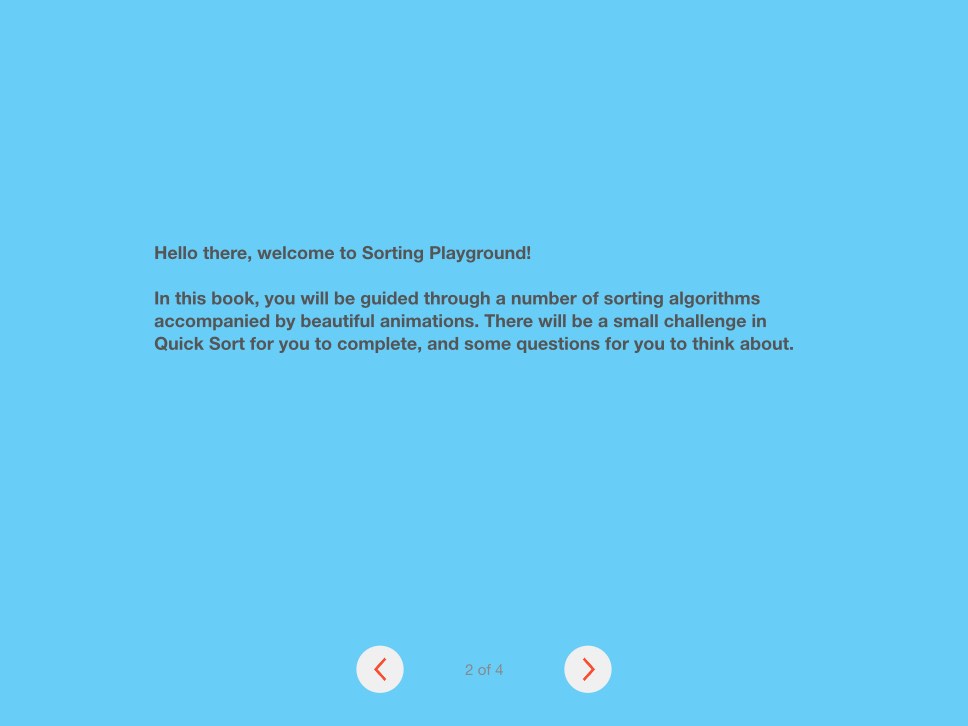 Hello there, welcome to Sorting Playground!
In this book, you will be guided through a number of sorting algorithms
accompanied by beautiful animations. There will be a small challenge in
Quick Sort for you to complete, and some questions for you to think about.
2 of 4